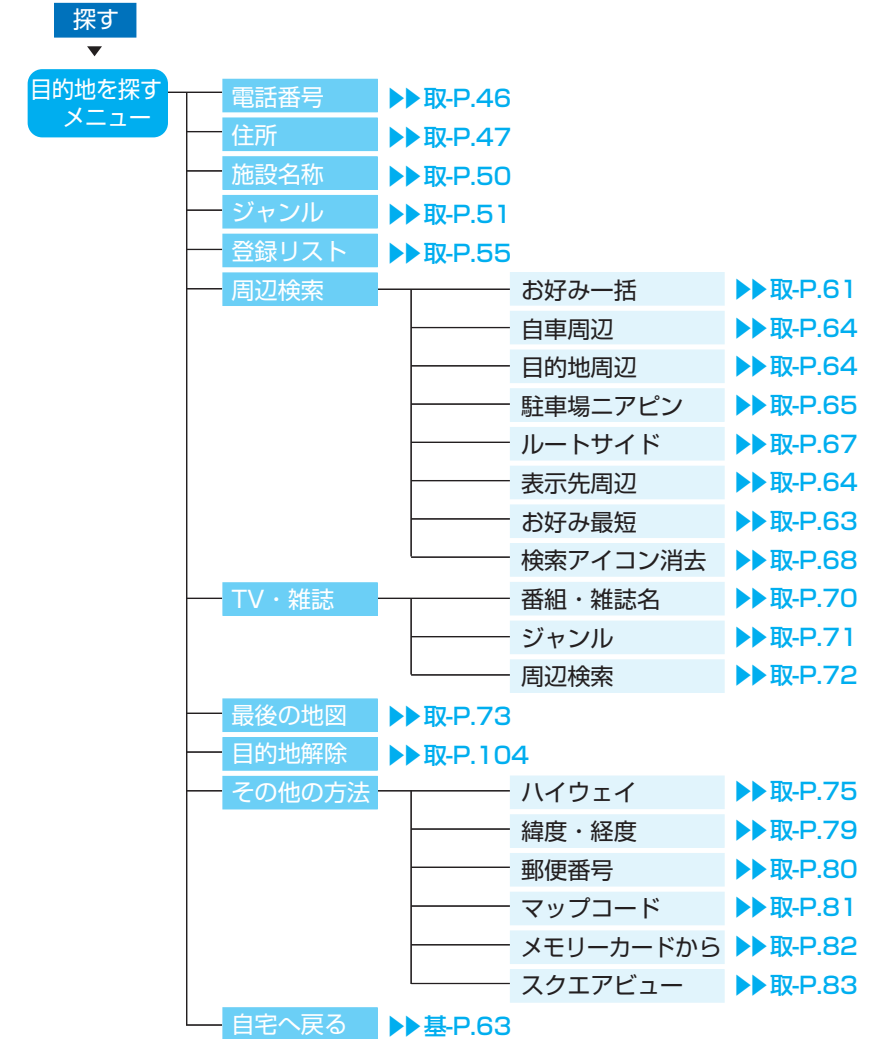 探す
目的地を探す
メニュー
電話番号 ▶▶取-P.46
住所 ▶▶取-P.47
施設名称 ▶▶取-P.50
ジャンル ▶▶取-P.51
登録リスト ▶▶取-P.55
周辺検索 お好み一括 ▶▶取-P.61
自車周辺 ▶▶取-P.64
目的地周辺 ▶▶取-P.64
駐車場ニアピン ▶▶取-P.65
ルートサイド ▶▶取-P.67
表示先周辺 ▶▶取-P.64
お好み最短 ▶▶取-P.63
検索アイコン消去 ▶▶取-P.68
TV・雑誌 番組・雑誌名 ▶▶取-P.70
ジャンル ▶▶取-P.71
周辺検索 ▶▶取-P.72
最後の地図 ▶▶取-P.73
目的地解除 ▶▶取-P.104
その他の方法 ハイウェイ ▶▶取-P.75
緯度・経度 ▶▶取-P.79
郵便番号 ▶▶取-P.80
マップコード ▶▶取-P.81
メモリーカードから ▶▶取-P.82
スクエアビュー ▶▶取-P.83
自宅へ戻る ▶▶基-P.63